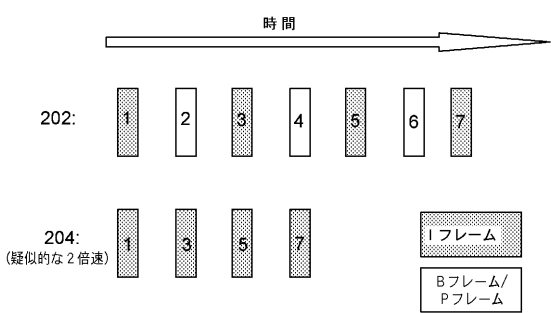 時 間
202: 1 2 3 4 5 6 7
204: 1 3 5 7
(疑似的な2倍速)
I フレーム
Bフレーム/
Pフレーム